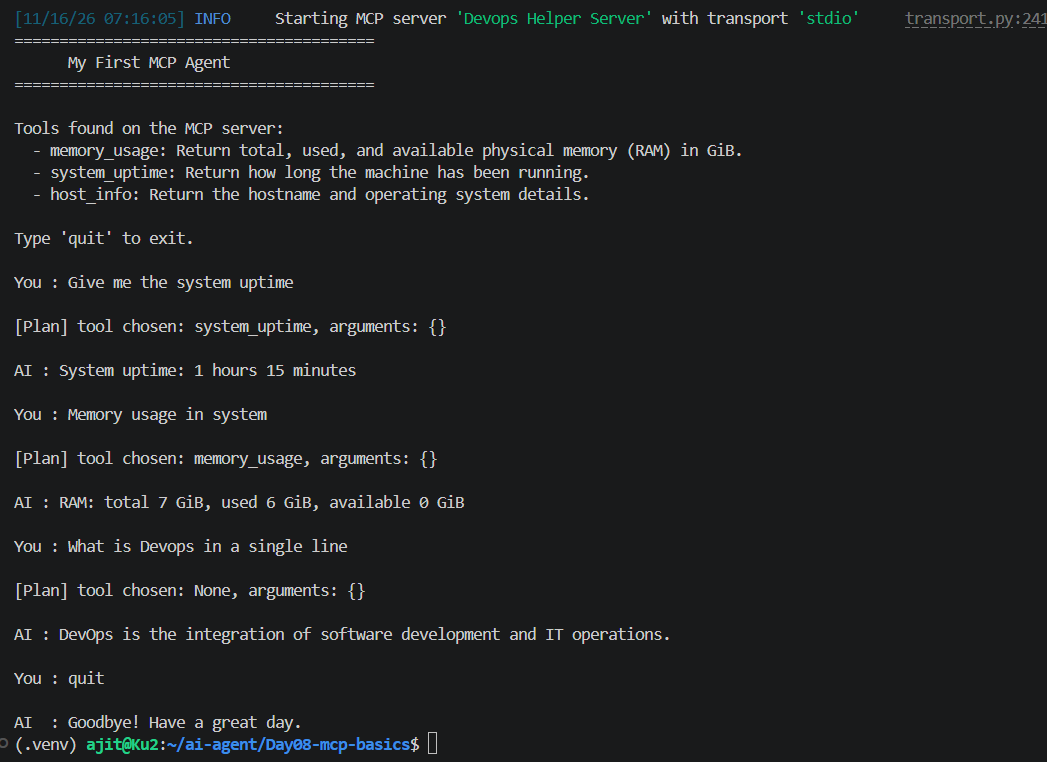 [11/16/26 07:16:05] INFO     Starting MCP server 'Devops Helper Server' with transport 'stdio'     transport.py:241
========================================
      My First MCP Agent
========================================
Tools found on the MCP server:
  - memory_usage: Return total, used, and available physical memory (RAM) in GiB.
  - system_uptime: Return how long the machine has been running.
  - host_info: Return the hostname and operating system details.
Type 'quit' to exit.
You : Give me the system uptime
[Plan] tool chosen: system_uptime, arguments: {}
AI : System uptime: 1 hours 15 minutes
You : Memory usage in system
[Plan] tool chosen: memory_usage, arguments: {}
AI : RAM: total 7 GiB, used 6 GiB, available 0 GiB
You : What is Devops in a single line
[Plan] tool chosen: None, arguments: {}
AI : DevOps is the integration of software development and IT operations.
You : quit
AI  : Goodbye! Have a great day.
(.venv) ajit@Ku2:~/ai-agent/Day08-mcp-basics$